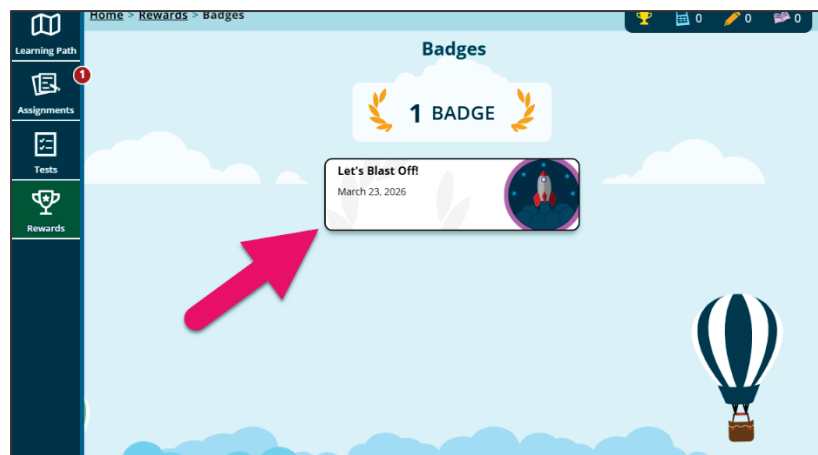 Home > Rewards > Badges
0
0
0
Learning Path
1
Assignments
Tests
Rewards
Badges
1 BADGE
Let's Blast Off!
March 23, 2026